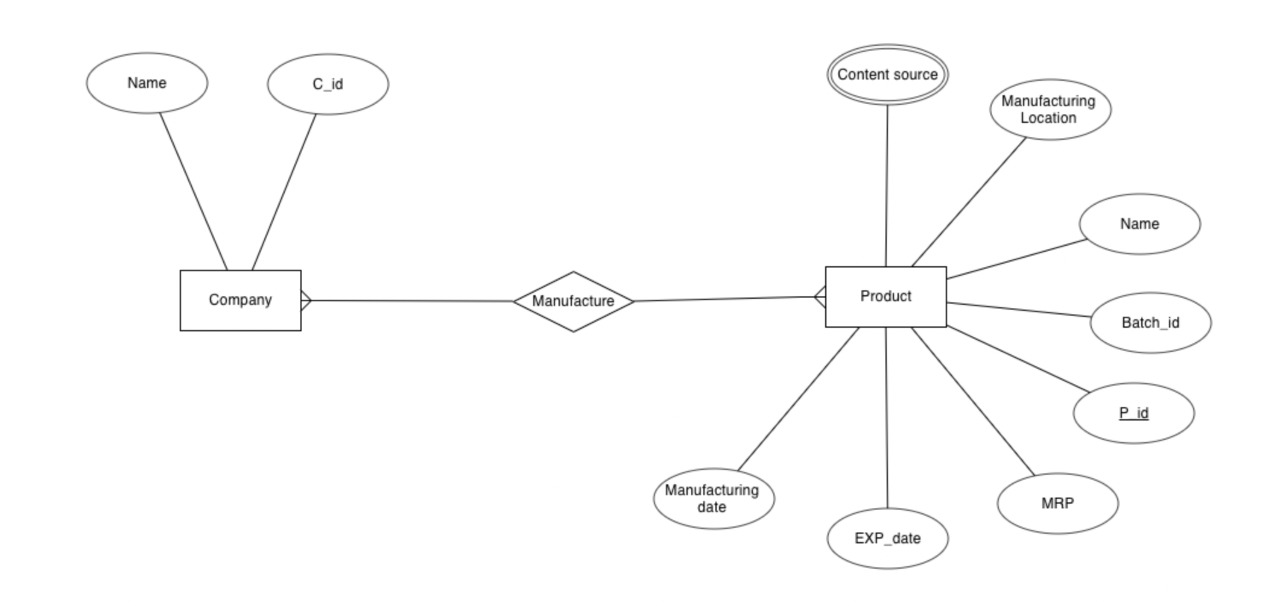 Name
C_id
Content source
Manufacturing
Location
Name
Company
Manufacture
Product
Batch_id
P_id
Manufacturing
date
EXP_date
MRP